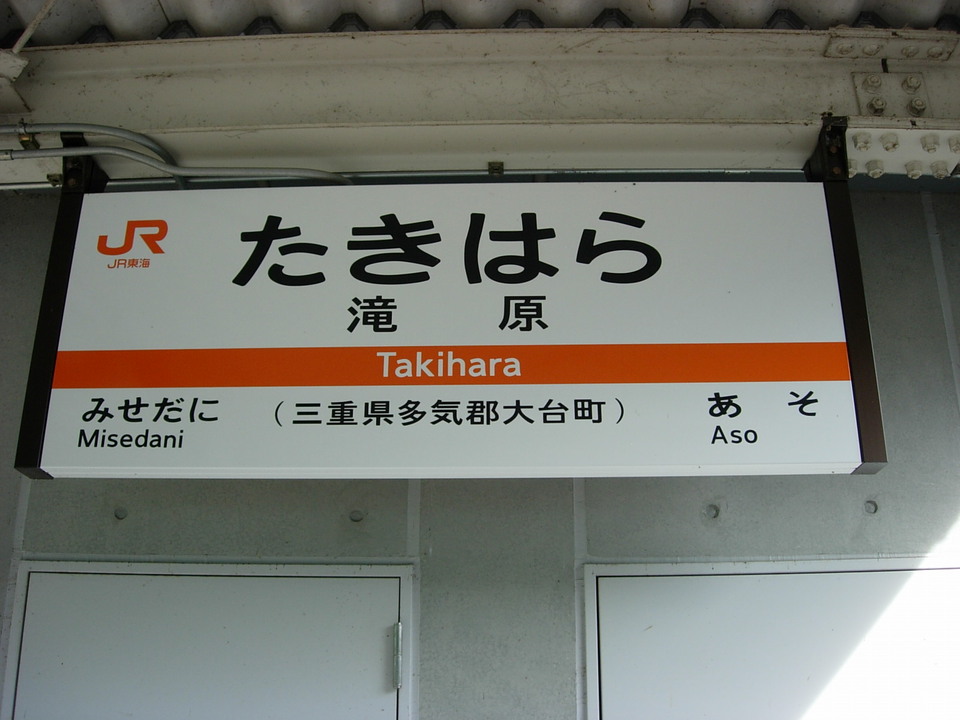 JR
JR東海
たきはら
滝原
Takihara
みせだに
Misedani
（三重県多気郡大台町）
あそ
Aso